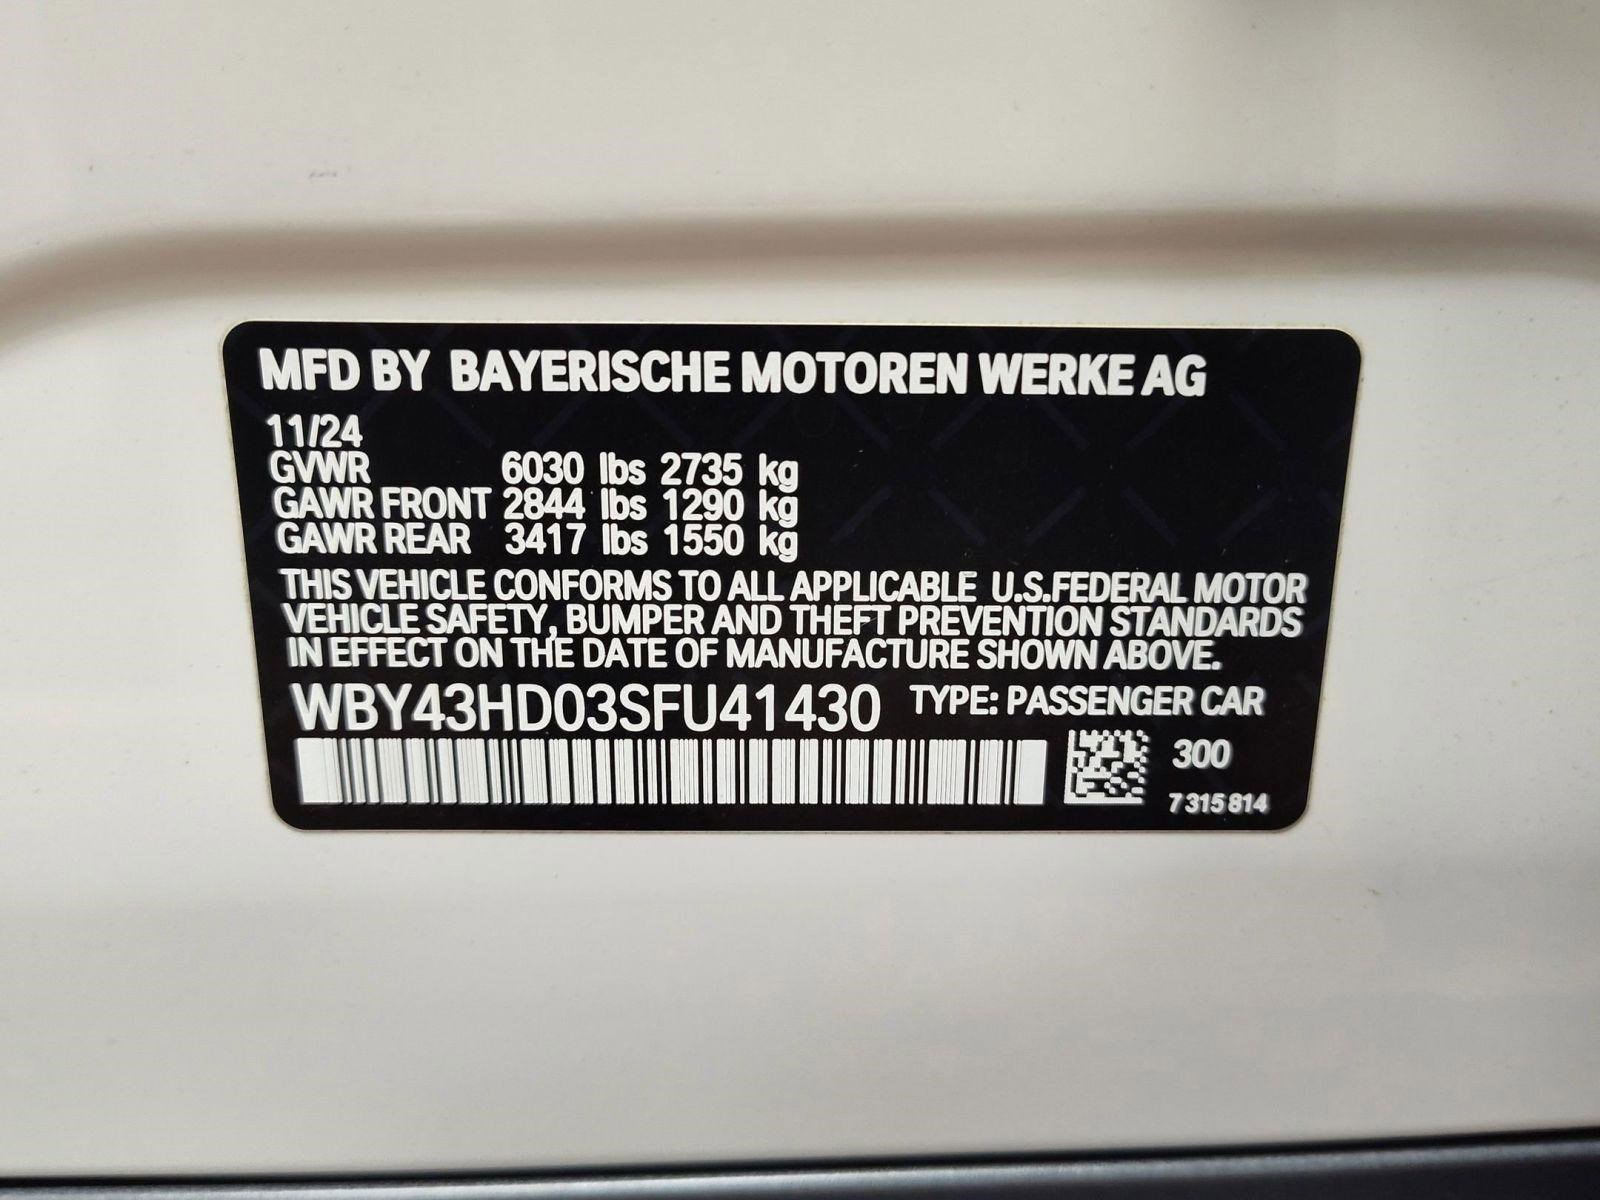 MFD BY BAYERISCHE MOTOREN WERKE AG
11/24
GVWR 6030 lbs 2735 kg
GAWR FRONT 2844 lbs 1290 kg
GAWR REAR 3417 lbs 1550 kg
THIS VEHICLE CONFORMS TO ALL APPLICABLE U.S.FEDERAL MOTOR
VEHICLE SAFETY, BUMPER AND THEFT PREVENTION STANDARDS
IN EFFECT ON THE DATE OF MANUFACTURE SHOWN ABOVE.
WBY43HD03SFU41430 TYPE: PASSENGER CAR
300
7 315 814